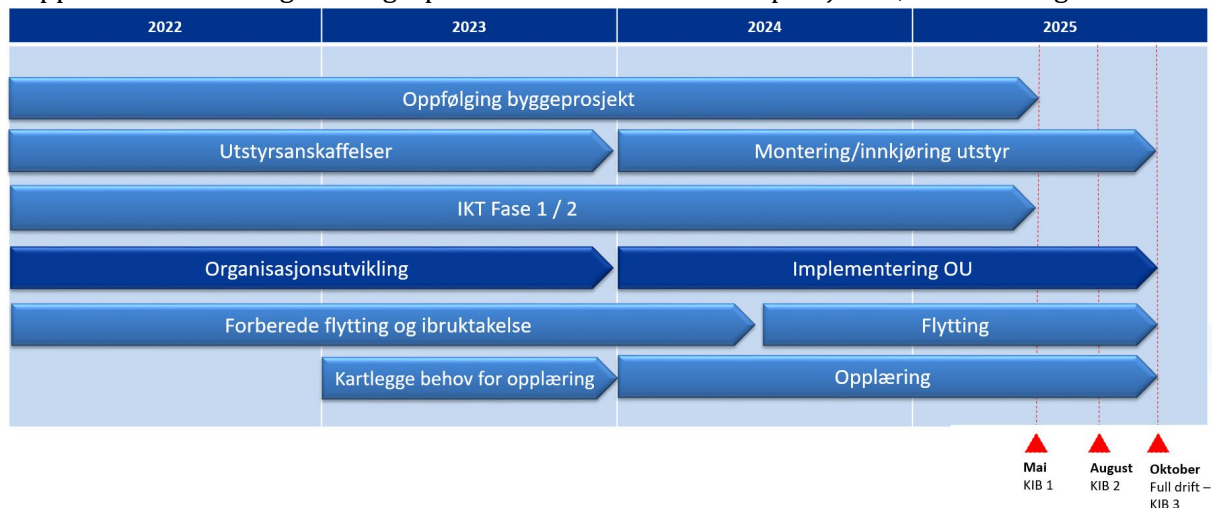 2022 2023 2024 2025
Oppfølging byggeprosjekt
Utstyrsanskaffelser Montering/innkjøring utstyr
IKT Fase 1 / 2
Organisasjonsutvikling Implementering OU
Forberede flytting og ibruktakelse Flytting
Kartlegge behov for opplæring Opplæring
Mai August Oktober
KIB 1 KIB 2 Full drift –
KIB 3